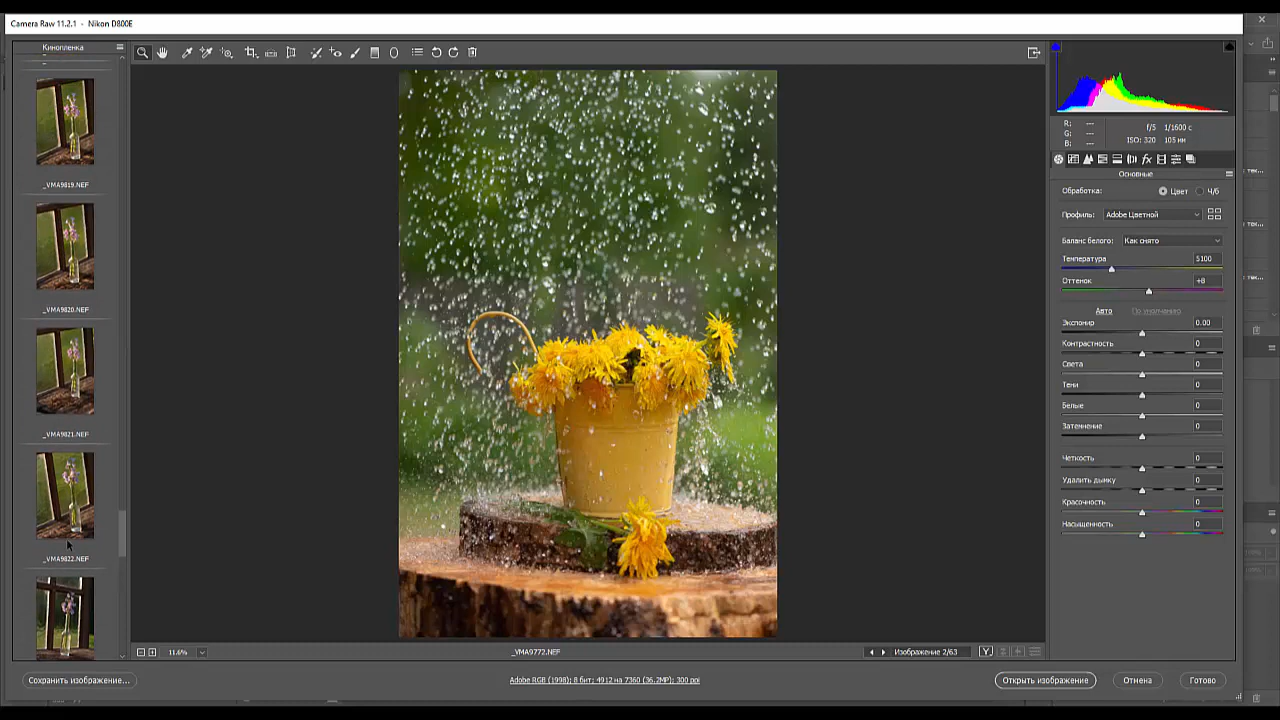 Camera Raw 11.2.1 - Nikon D800E
Кинопленка
_VMA9819.NEF
_VMA9820.NEF
_VMA9821.NEF
_VMA9822.NEF
R: ---
G: ---
B: ---
f/5 1/1600 с
ISO: 320 105 мм
Основные
Обработка: Цвет Ч/б
Профиль: Adobe Цветной
Баланс белого: Как снято
Температура 5100
Оттенок +8
Авто По умолчанию
Экспонир 0.00
Контрастность 0
Света 0
Тени 0
Белые 0
Затемнение 0
Четкость 0
Удалить дымку 0
Красочность 0
Насыщенность 0
11.6%
_VMA9772.NEF
Изображение 2/63
Y
Сохранить изображение...
Adobe RGB (1998); 8 бит; 4912 на 7360 (36.2MP); 300 ppi
Открыть изображение
Отмена
Готово